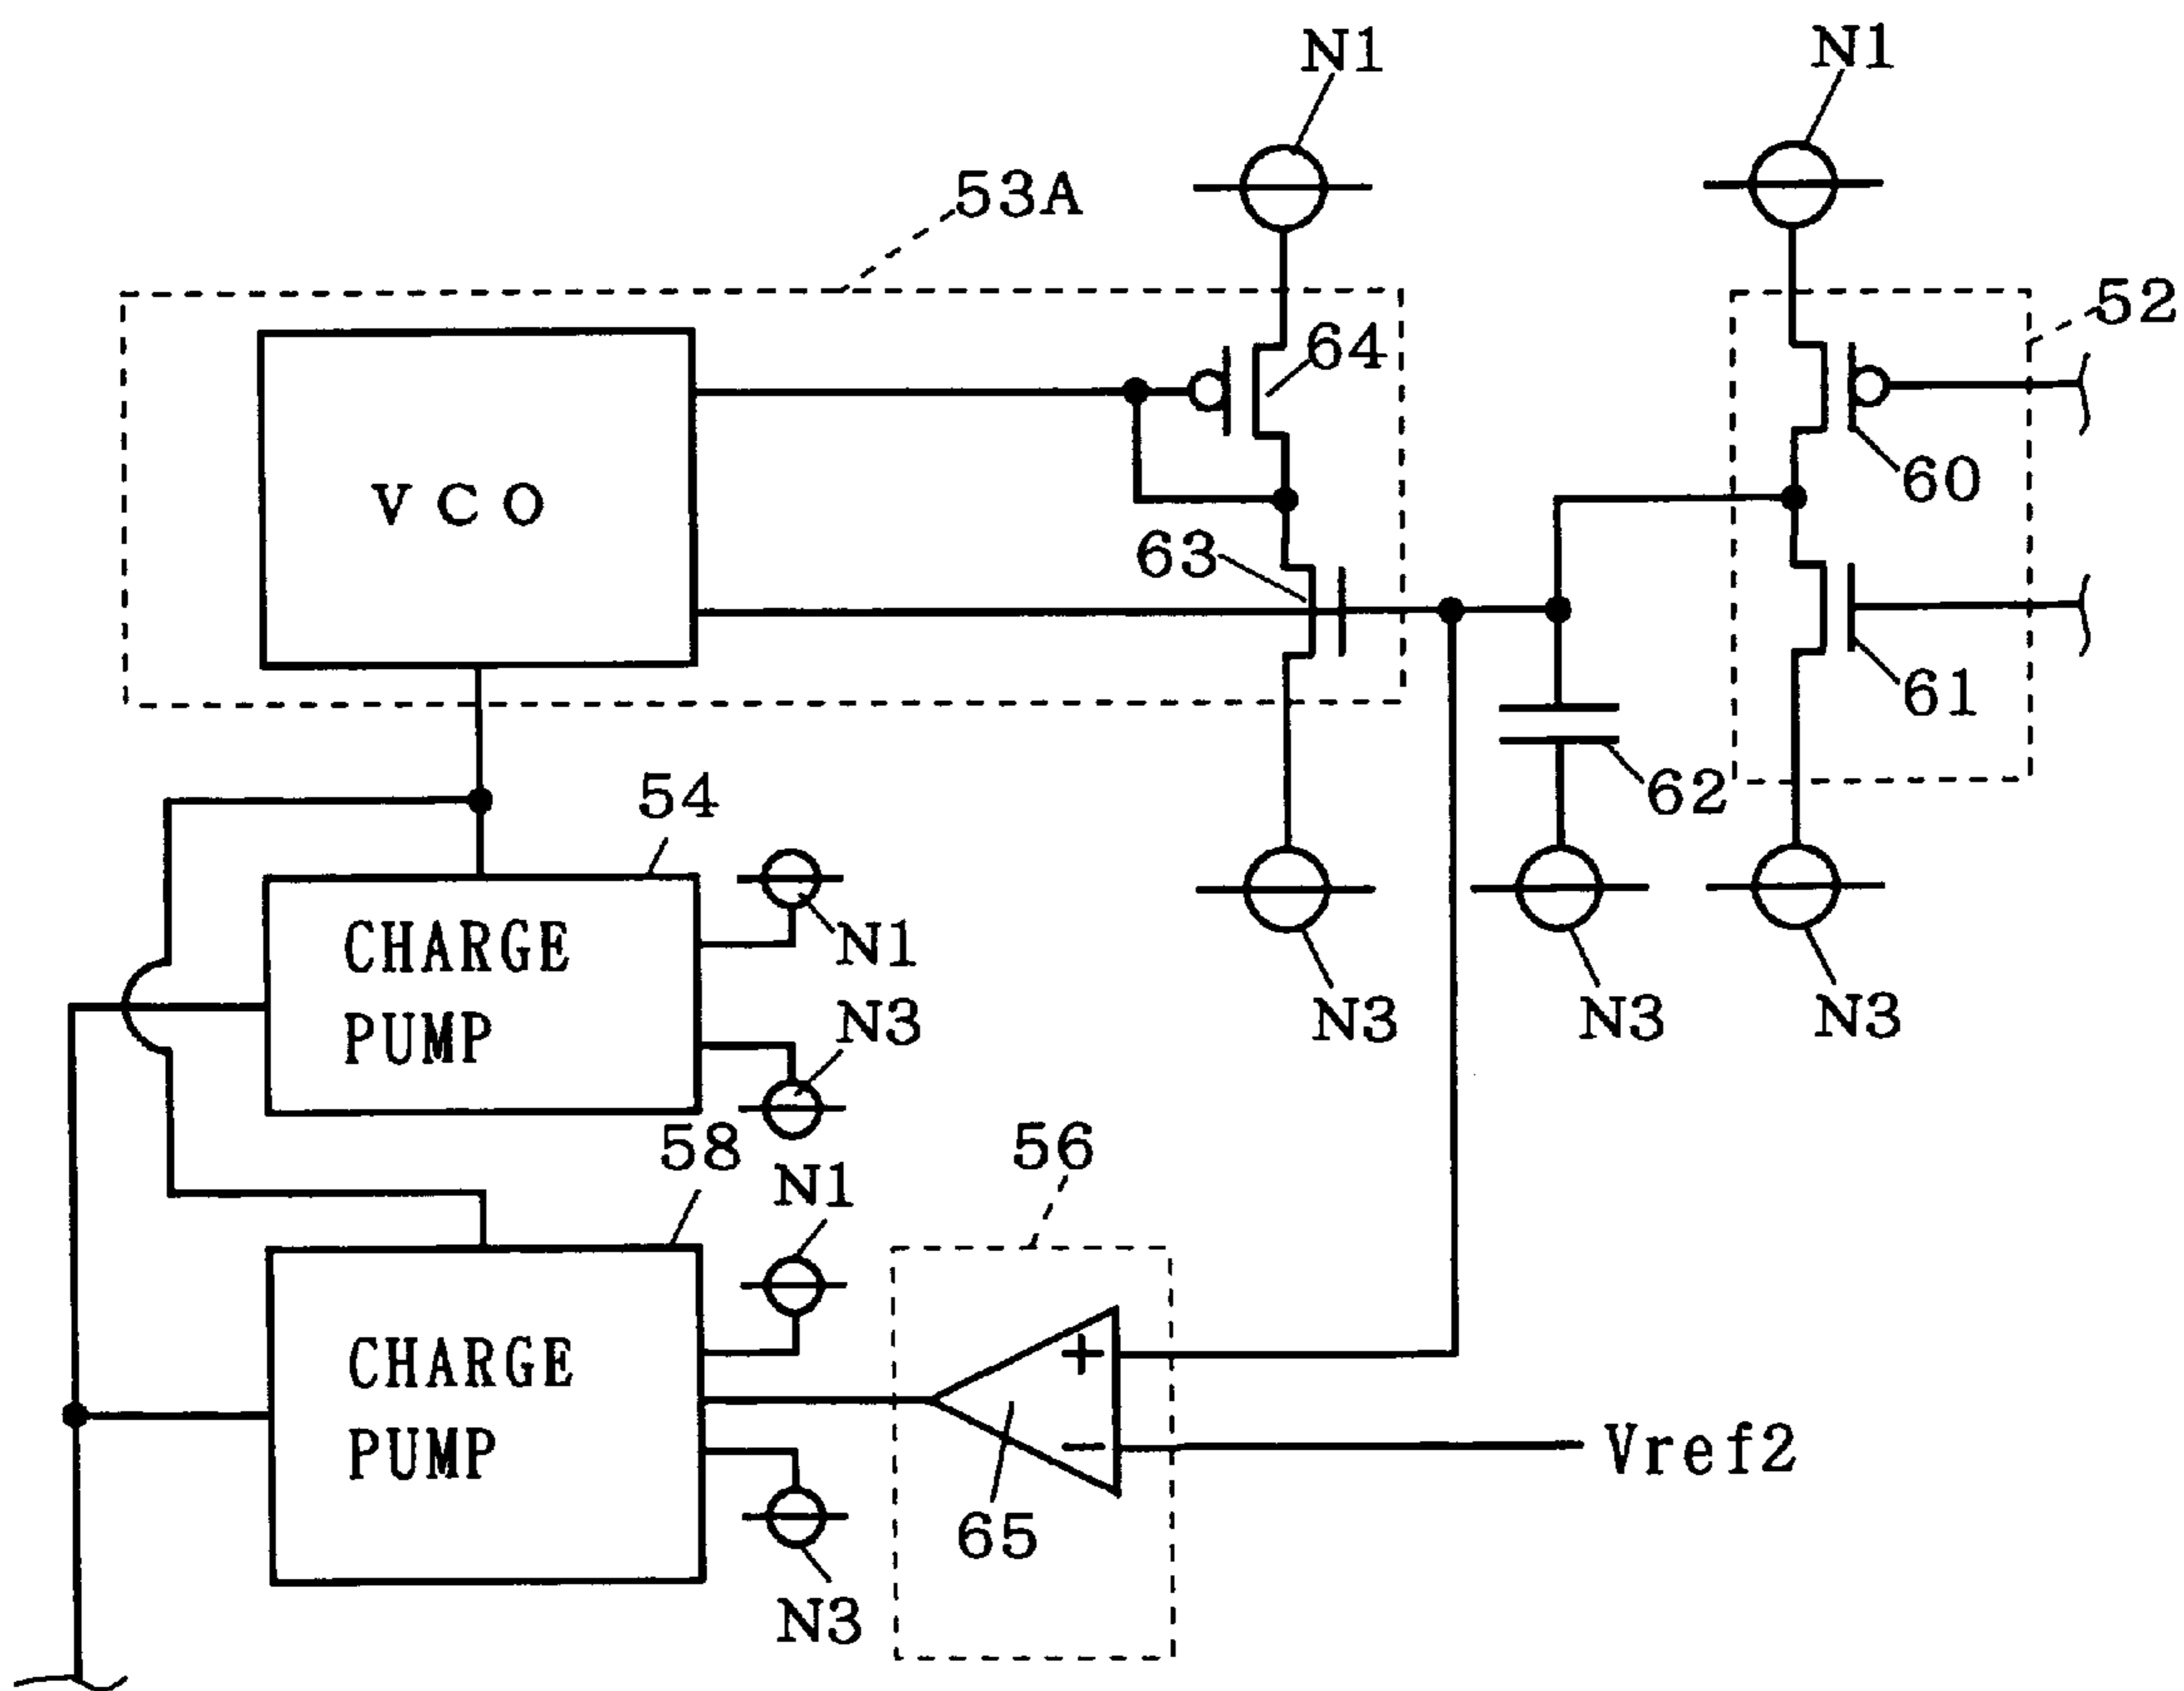 N1
N1
53A
52
64
VCO
60
63
61
62
54
CHARGE
PUMP
N1
N3
N3
N3
N3
58
N1
56
CHARGE
PUMP
Vref2
65
N3